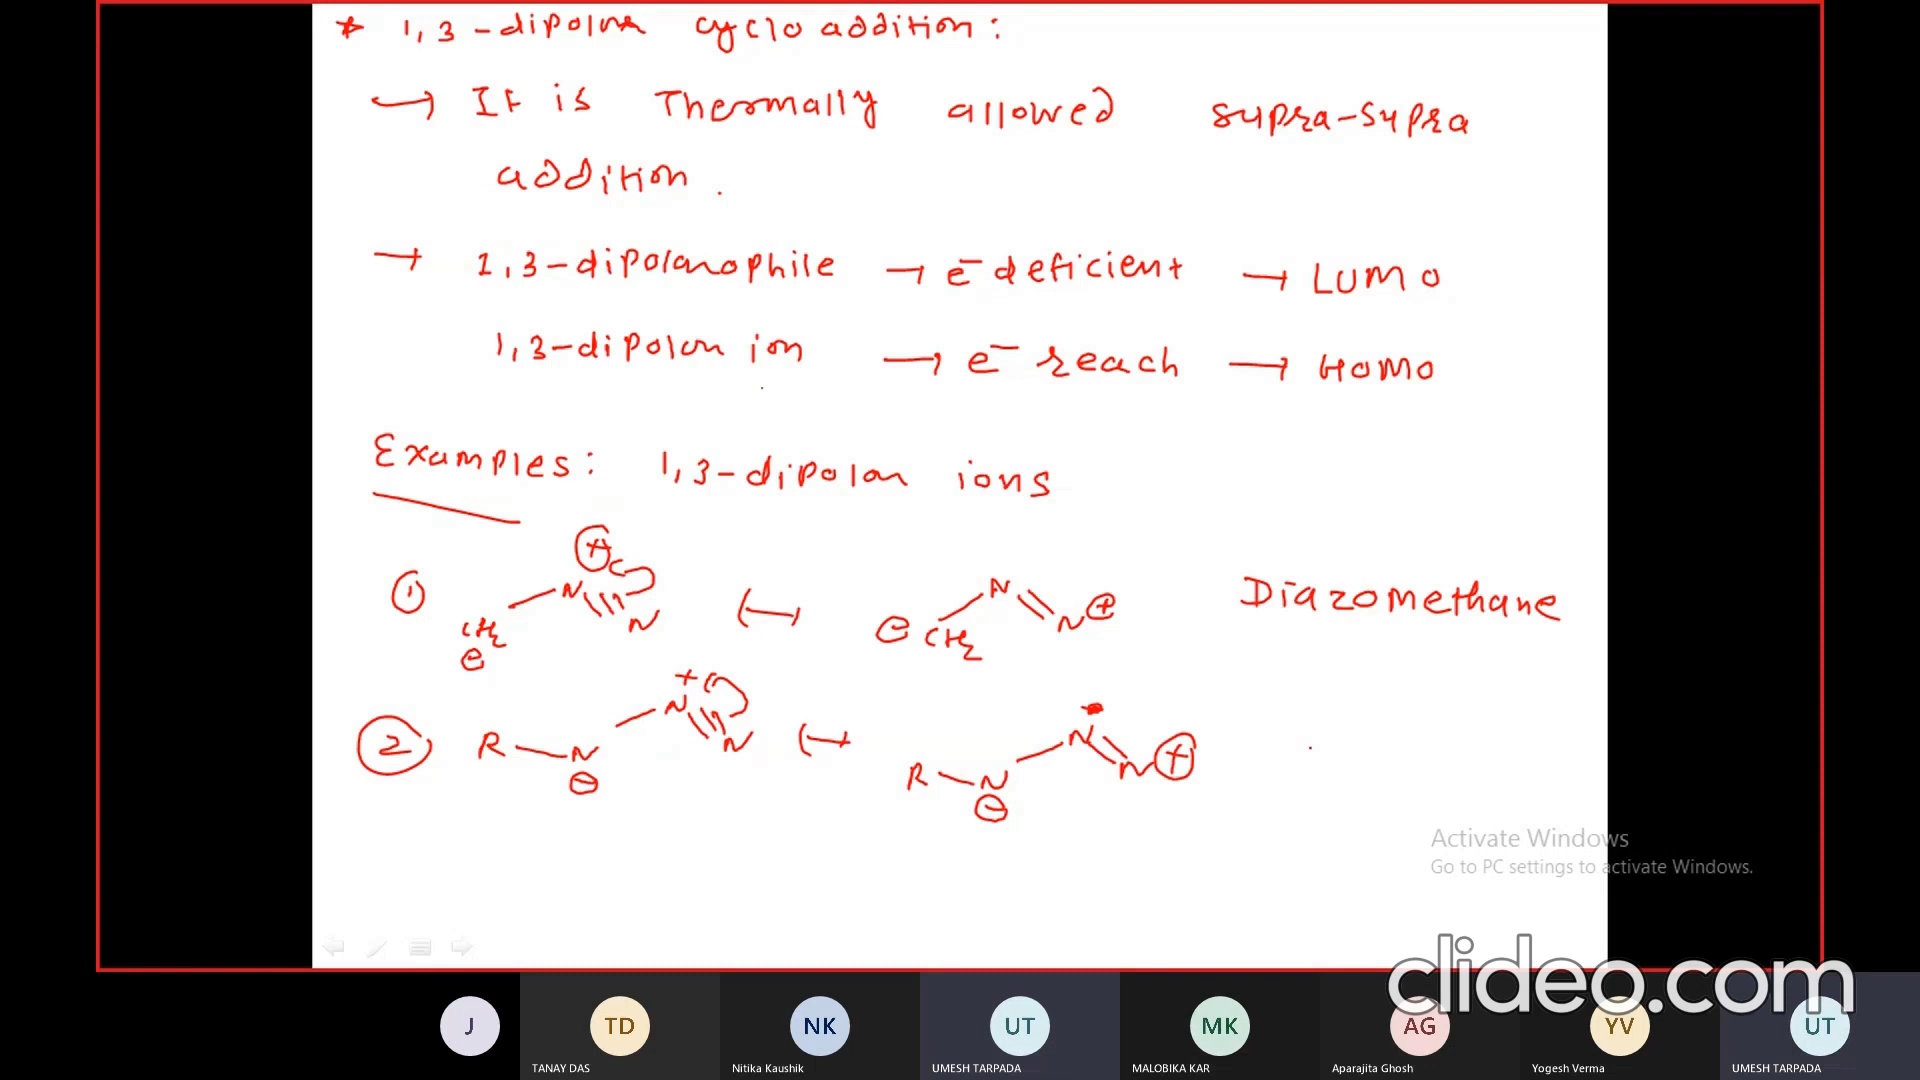 * 1,3-dipolar cyclo addition:
→ It is Thermally allowed supra-supra
addition.
→ 1,3-dipolarophile → e⁻ deficient → LUMO
1,3-dipolar ion → e⁻ reach → HOMO
Examples: 1,3-dipolar ions
① CH2 ⊖ N ⊕ N ↔ ⊖ CH2 N N ⊕ Diazomethane
② R N ⊖ N + N ↔ R N ⊖ N N ⊕
Activate Windows
Go to PC settings to activate Windows.
clideo.com
J TD NK UT MK AG YV UT
TANAY DAS Nitika Kaushik UMESH TARPADA MALOBIKA KAR Aparajita Ghosh Yogesh Verma UMESH TARPADA